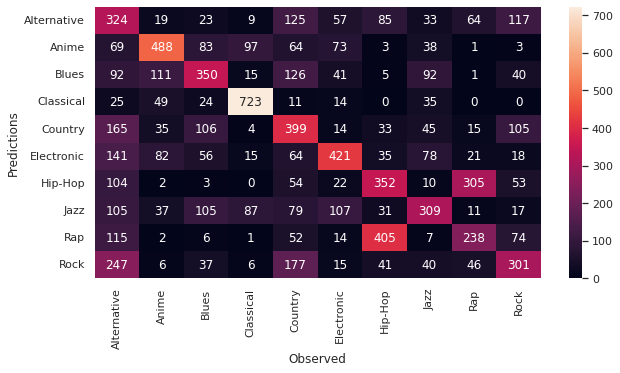 Predictions
Alternative 324 19 23 9 125 57 85 33 64 117
Anime 69 488 83 97 64 73 3 38 1 3
Blues 92 111 350 15 126 41 5 92 1 40
Classical 25 49 24 723 11 14 0 35 0 0
Country 165 35 106 4 399 14 33 45 15 105
Electronic 141 82 56 15 64 421 35 78 21 18
Hip-Hop 104 2 3 0 54 22 352 10 305 53
Jazz 105 37 105 87 79 107 31 309 11 17
Rap 115 2 6 1 52 14 405 7 238 74
Rock 247 6 37 6 177 15 41 40 46 301
Alternative Anime Blues Classical Country Electronic Hip-Hop Jazz Rap Rock
Observed
700
600
500
400
300
200
100
0